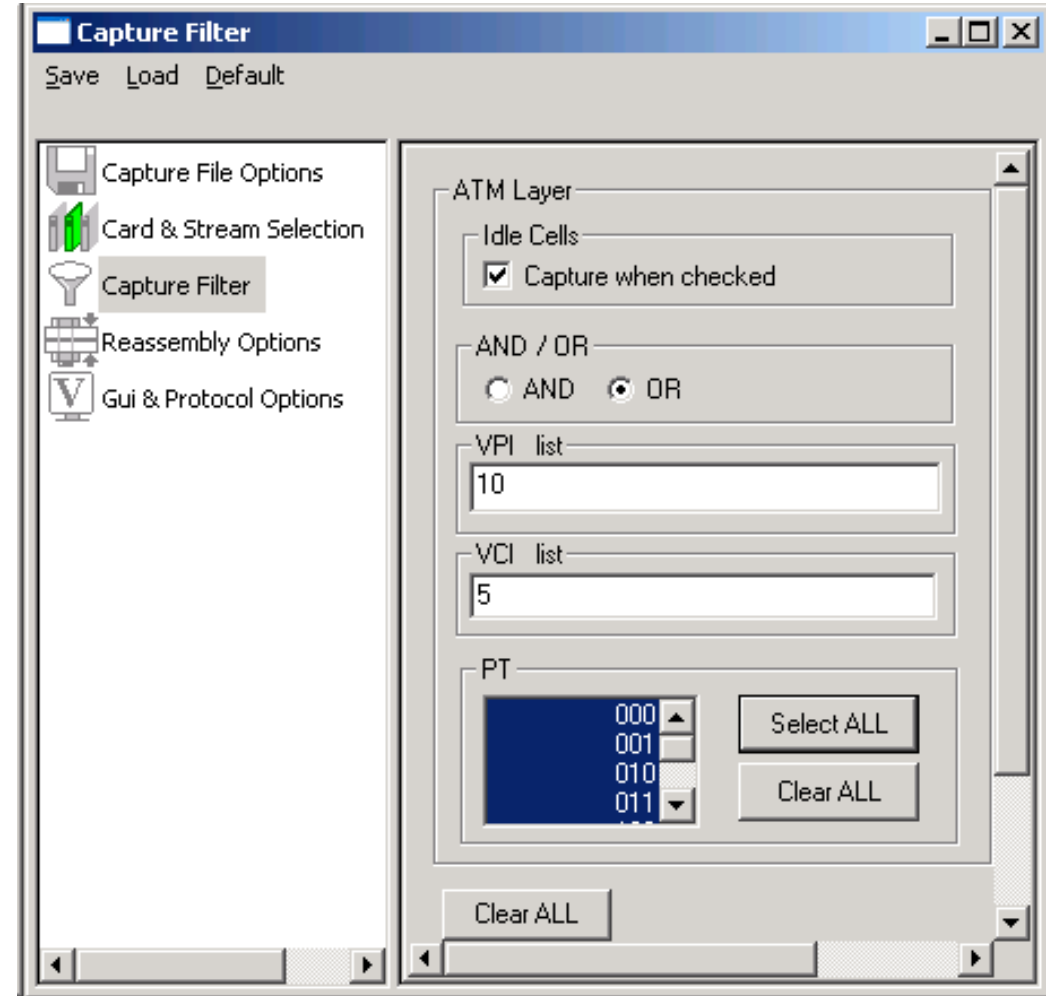 Capture Filter
Save Load Default
Capture File Options
Card & Stream Selection
Capture Filter
Reassembly Options
V Gui & Protocol Options
ATM Layer
Idle Cells
Capture when checked
AND / OR
AND OR
VPI list
10
VCI list
5
PT
000
001
010
011
Select ALL
Clear ALL
Clear ALL